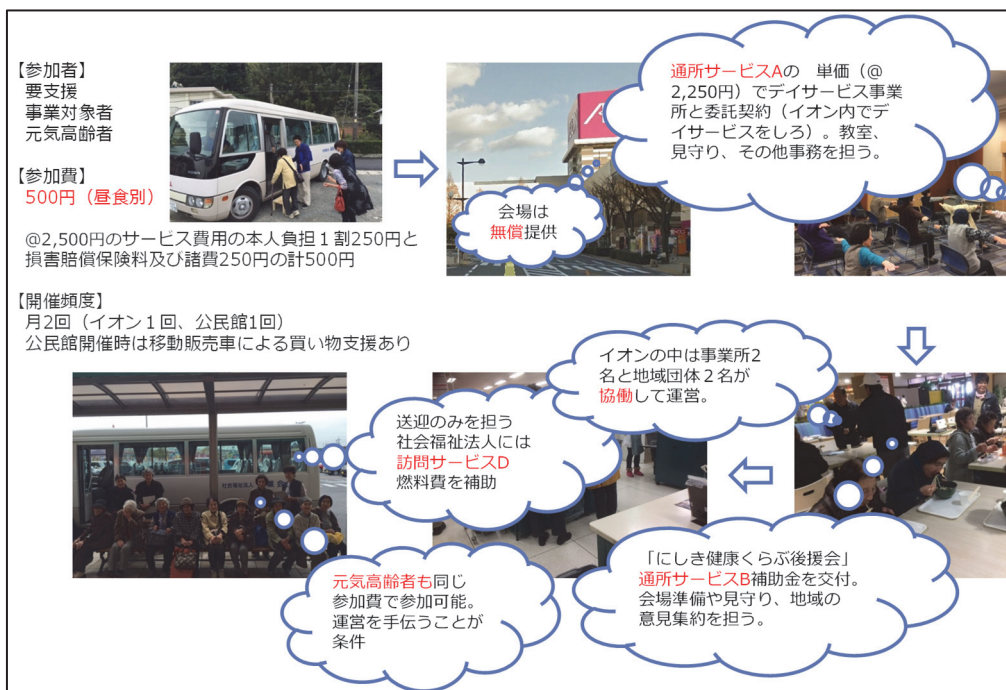 【参加者】
要支援
事業対象者
元気高齢者
【参加費】
500円（昼食別）
@2,500円のサービス費用の本人負担１割250円と
損害賠償保険料及び諸費250円の計500円
【開催頻度】
月2回（イオン１回、公民館1回）
公民館開催時は移動販売車による買い物支援あり
会場は
無償提供
通所サービスAの　単価（@
2,250円）でデイサービス事業
所と委託契約（イオン内でデ
イサービスをしろ）。教室、
見守り、その他事務を担う。
イオンの中は事業所2
名と地域団体２名が
協働して運営。
送迎のみを担う
社会福祉法人には
訪問サービスD
燃料費を補助
元気高齢者も同じ
参加費で参加可能。
運営を手伝うことが
条件
「にしき健康くらぶ後援会」
通所サービスB補助金を交付。
会場準備や見守り、地域の
意見集約を担う。